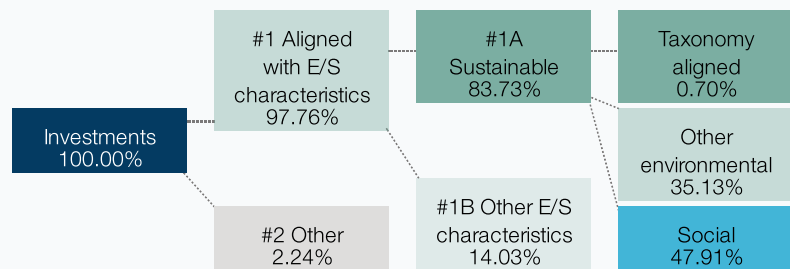 Investments
100.00%
#1 Aligned
with E/S
characteristics
97.76%
#2 Other
2.24%
#1A
Sustainable
83.73%
#1B Other E/S
characteristics
14.03%
Taxonomy
aligned
0.70%
Other
environmental
35.13%
Social
47.91%